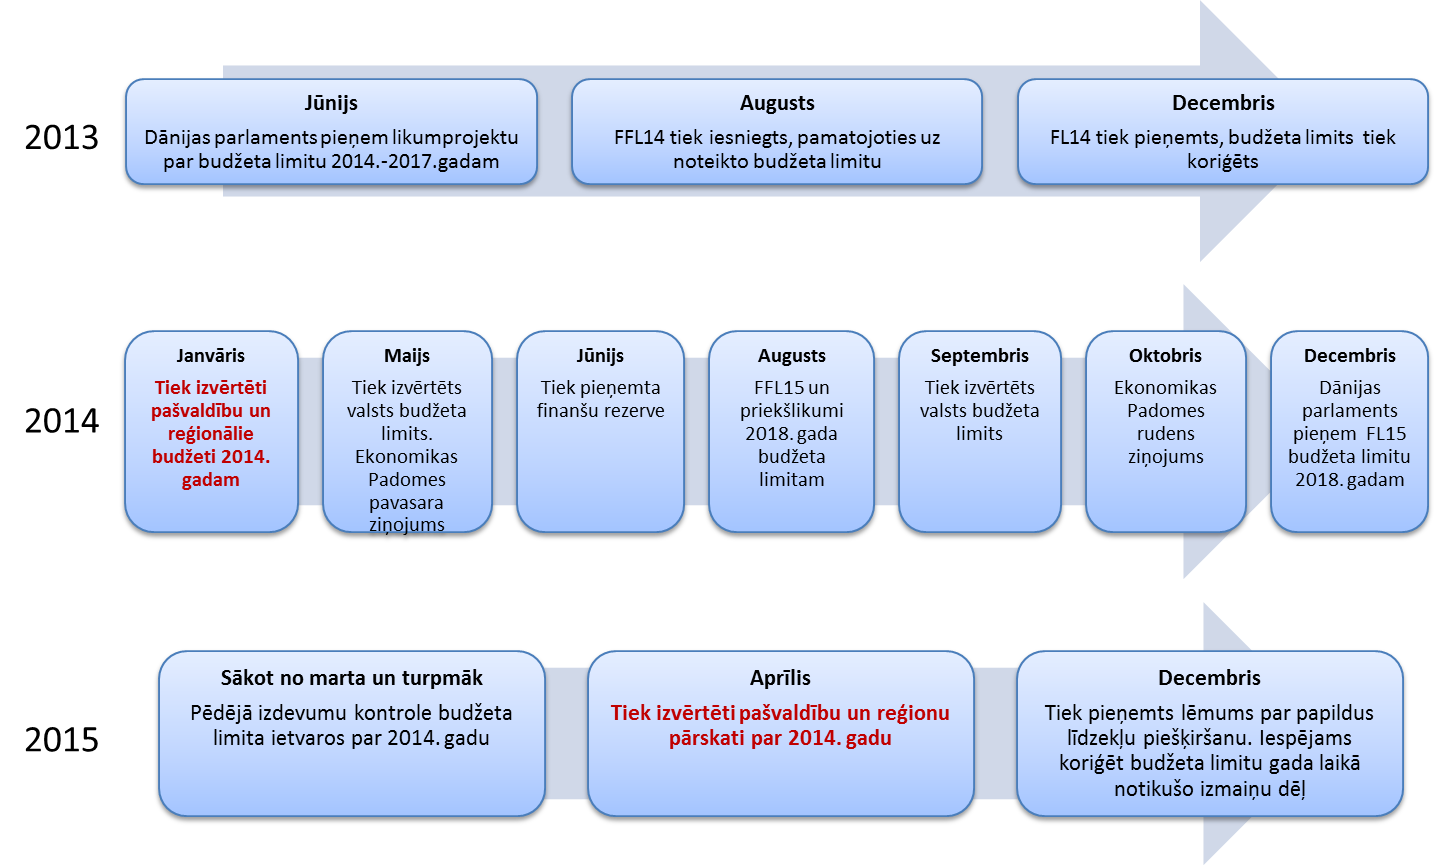 2013
Jūnijs
Dānijas parlaments pieņem likumprojektu
par budžeta limitu 2014.-2017.gadam
Augusts
FFL14 tiek iesniegts, pamatojoties uz
noteikto budžeta limitu
Decembris
FL14 tiek pieņemts, budžeta limits tiek
koriģēts
2014
Janvāris
Tiek izvērtēti
pašvaldību un
reģionālie
budžeti 2014.
gadam
Maijs
Tiek izvērtēts
valsts budžeta
limits.
Ekonomikas
Padomes
pavasara
ziņojums
Jūnijs
Tiek pieņemta
finanšu rezerve
Augusts
FFL15 un
priekšlikumi
2018. gada
budžeta
limitam
Septembris
Tiek izvērtēts
valsts budžeta
limits
Oktobris
Ekonomikas
Padomes
rudens
ziņojums
Decembris
Dānijas
parlaments
pieņem FL15
budžeta limitu
2018. gadam
2015
Sākot no marta un turpmāk
Pēdējā izdevumu kontrole budžeta
limita ietvaros par 2014. gadu
Aprīlis
Tiek izvērtēti pašvaldību un reģionu
pārskati par 2014. gadu
Decembris
Tiek pieņemts lēmums par papildus
līdzekļu piešķiršanu. Iespējams
koriģēt budžeta limitu gada laikā
notikušo izmaiņu dēļ